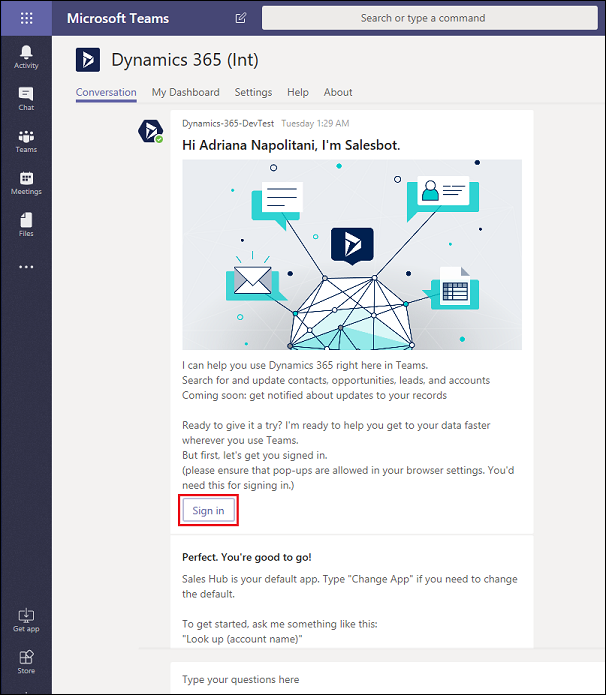 Microsoft Teams
Search or type a command
Activity
Chat
Teams
Meetings
Files
Get app
Store
Dynamics 365 (Int)
Conversation My Dashboard Settings Help About
Dynamics-365-DevTest Tuesday 1:29 AM
Hi Adriana Napolitani, I'm Salesbot.
I can help you use Dynamics 365 right here in Teams.
Search for and update contacts, opportunities, leads, and accounts
Coming soon: get notified about updates to your records
Ready to give it a try? I'm ready to help you get to your data faster
wherever you use Teams.
But first, let's get you signed in.
(please ensure that pop-ups are allowed in your browser settings. You'd
need this for signing in.)
Sign in
Perfect. You're good to go!
Sales Hub is your default app. Type "Change App" if you need to change
the default.
To get started, ask me something like this:
"Look up (account name)"
Type your questions here